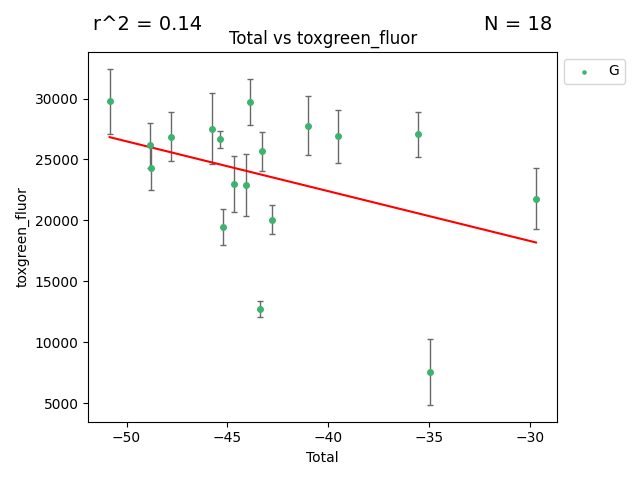 r^2 = 0.14
N = 18
Total vs toxgreen_fluor
G
30000
25000
20000
15000
10000
5000
toxgreen_fluor
−50
−45
−40
−35
−30
Total